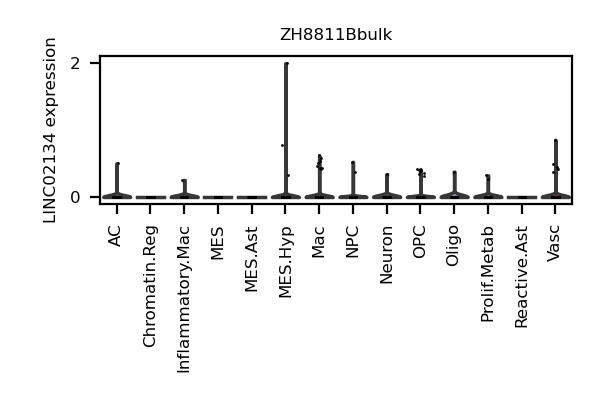 ZH8811Bbulk
LINC02134 expression
2
0
AC
Chromatin.Reg
Inflammatory.Mac
MES
MES.Ast
MES.Hyp
Mac
NPC
Neuron
OPC
Oligo
Prolif.Metab
Reactive.Ast
Vasc